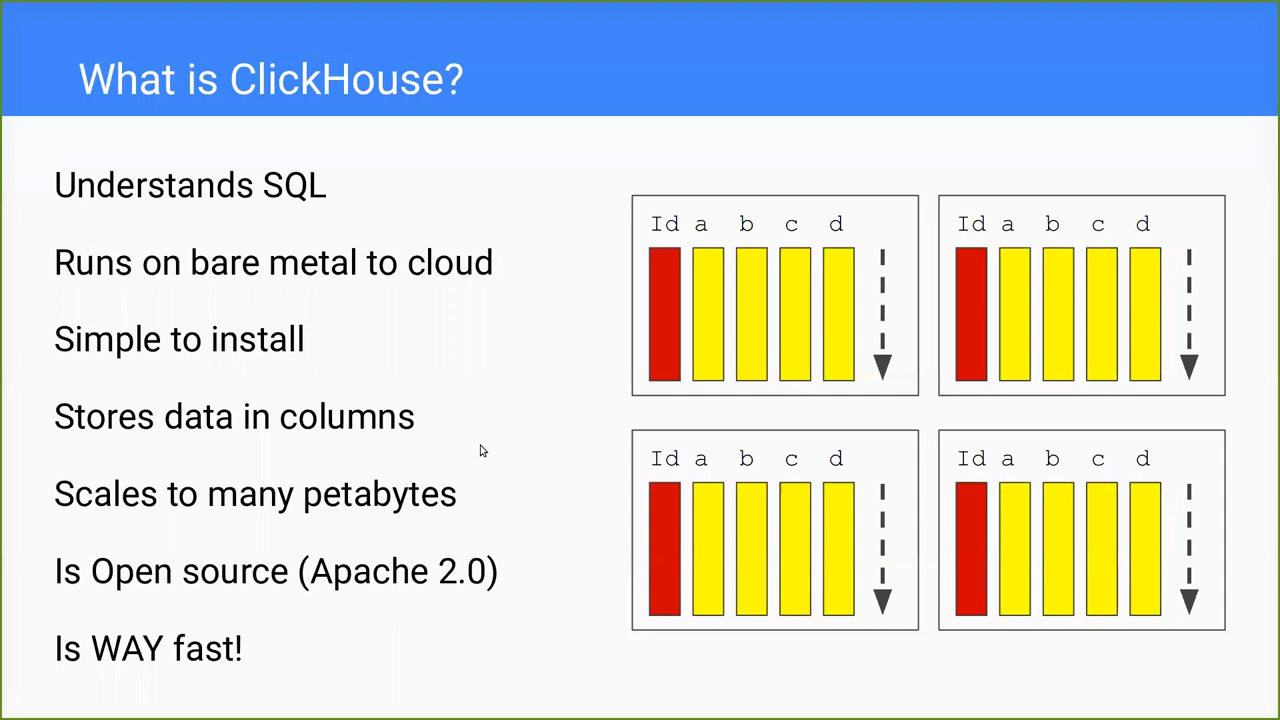 What is ClickHouse?
Understands SQL
Runs on bare metal to cloud
Simple to install
Stores data in columns
Scales to many petabytes
Is Open source (Apache 2.0)
Is WAY fast!
Id a b c d
Id a b c d
Id a b c d
Id a b c d